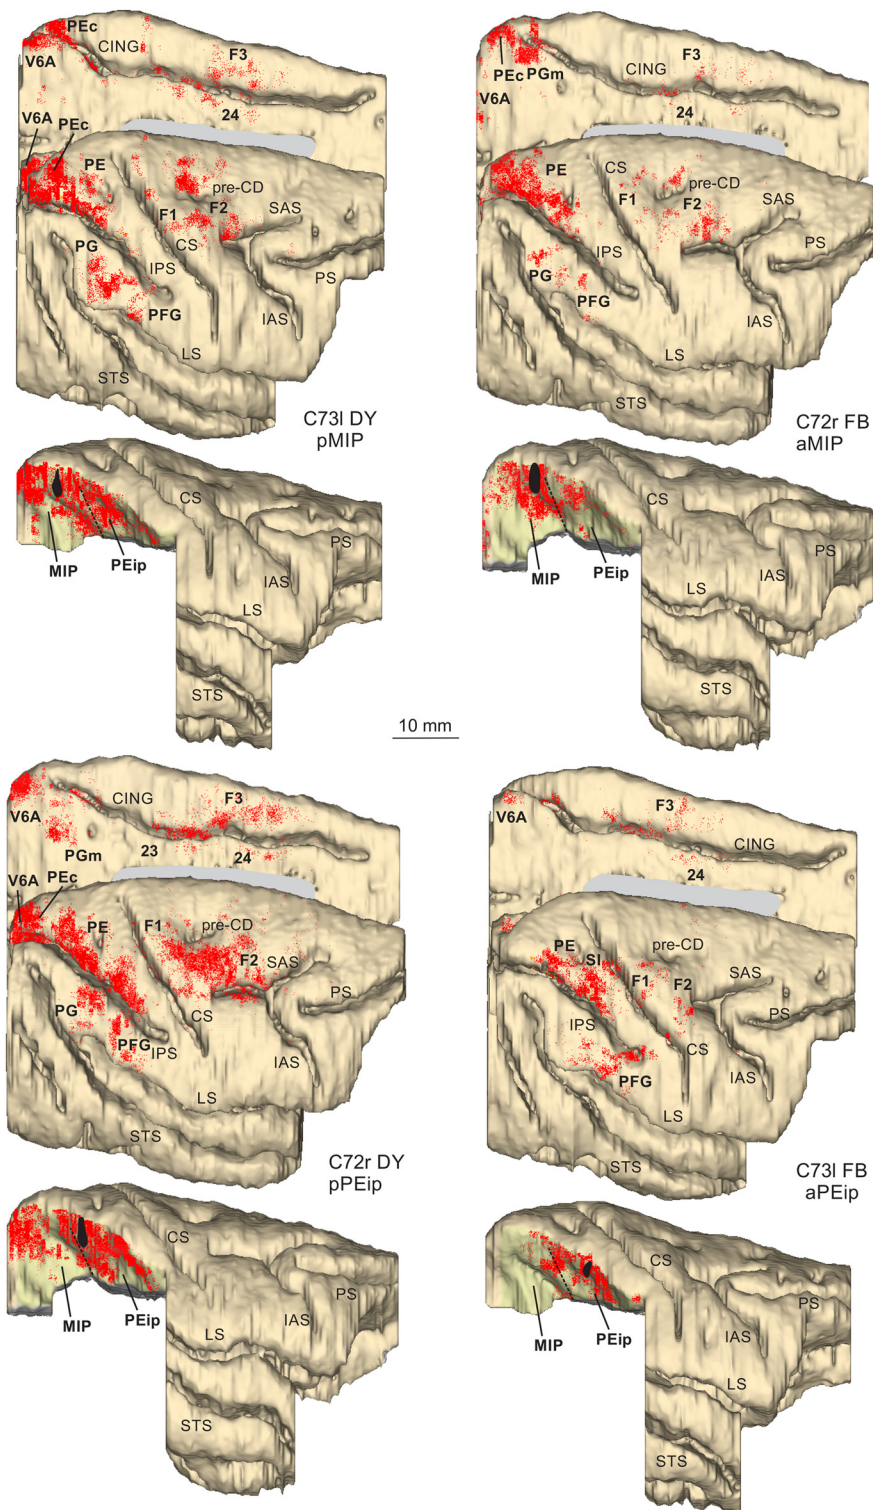 PEc
CING
F3
V6A
24
V6A
PEc
PE
pre-CD
F1
F2
SAS
CS
PG
IPS
PS
PFG
IAS
LS
STS
C73l DY
pMIP
CS
PS
MIP
PEip
IAS
LS
STS
F3
PEc
PGm
CING
V6A
24
PE
CS
pre-CD
F1
F2
SAS
IPS
PS
PG
PFG
IAS
LS
STS
C72r FB
aMIP
CS
PS
MIP
PEip
IAS
LS
STS
10 mm
CING
F3
V6A
PGm
23
24
V6A
PEc
PE
F1
pre-CD
F2
SAS
PS
PG
CS
PFG
IPS
IAS
LS
STS
C72r DY
pPEip
CS
PS
MIP
PEip
IAS
LS
STS
F3
V6A
CING
24
PE
SI
pre-CD
F1
F2
SAS
PS
IPS
CS
IAS
PFG
LS
STS
C73l FB
aPEip
CS
PS
MIP
PEip
IAS
LS
STS